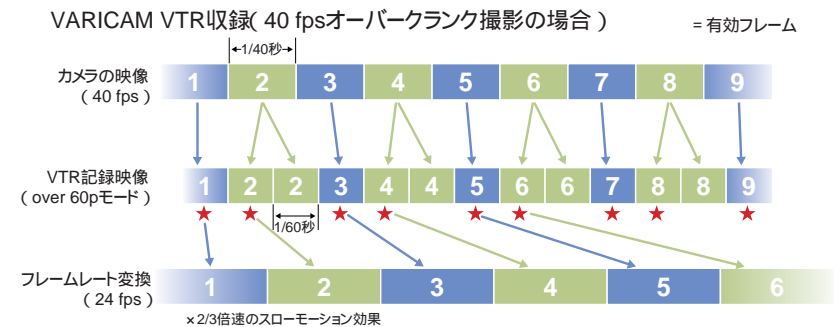 VARICAM VTR収録( 40 fpsオーバークランク撮影の場合 )
= 有効フレーム
1/40秒
カメラの映像
( 40 fps )
1 2 3 4 5 6 7 8 9
VTR記録映像
( over 60pモード )
1 2 2 3 4 4 5 6 6 7 8 8 9
★ ★ ★ ★ ★ ★ ★ ★ ★
1/60秒
フレームレート変換
( 24 fps )
1 2 3 4 5 6
×2/3倍速のスローモーション効果